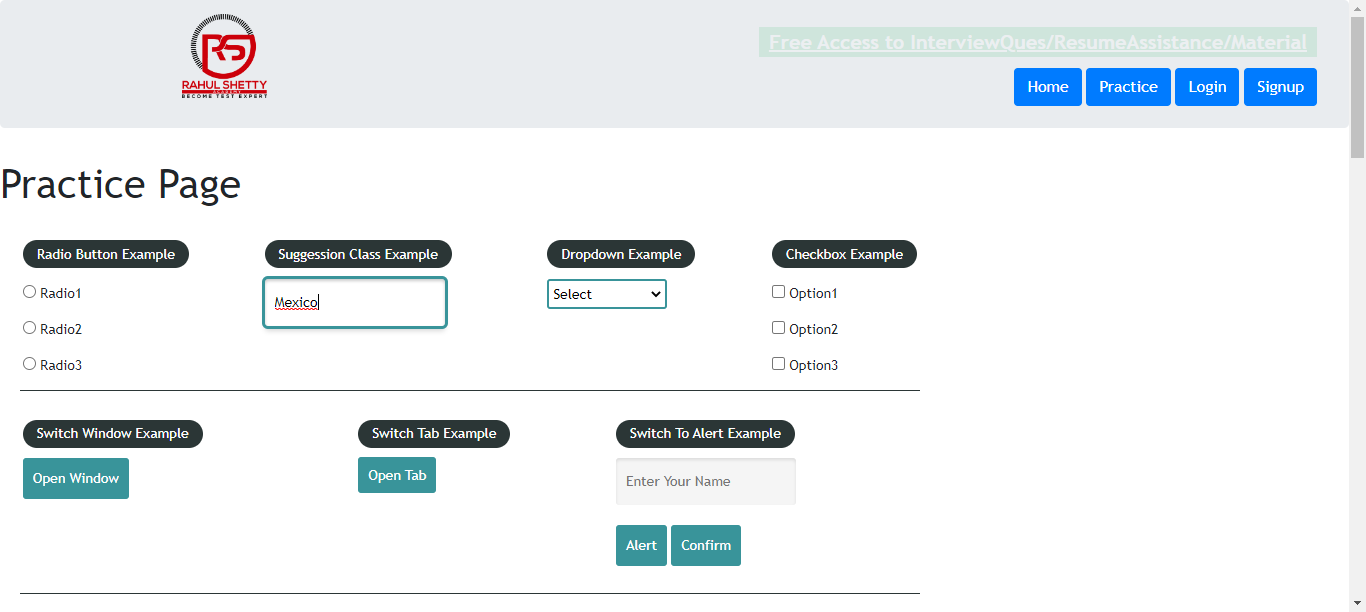 RAHUL SHETTY
ACADEMY
BECOME TEST EXPERT
Free Access to InterviewQues/ResumeAssistance/Material
Home Practice Login Signup
Practice Page
Radio Button Example Suggession Class Example Dropdown Example Checkbox Example
Radio1 Mexico Select Option1
Radio2 Option2
Radio3 Option3
Switch Window Example Switch Tab Example Switch To Alert Example
Open Window Open Tab Enter Your Name
Alert Confirm